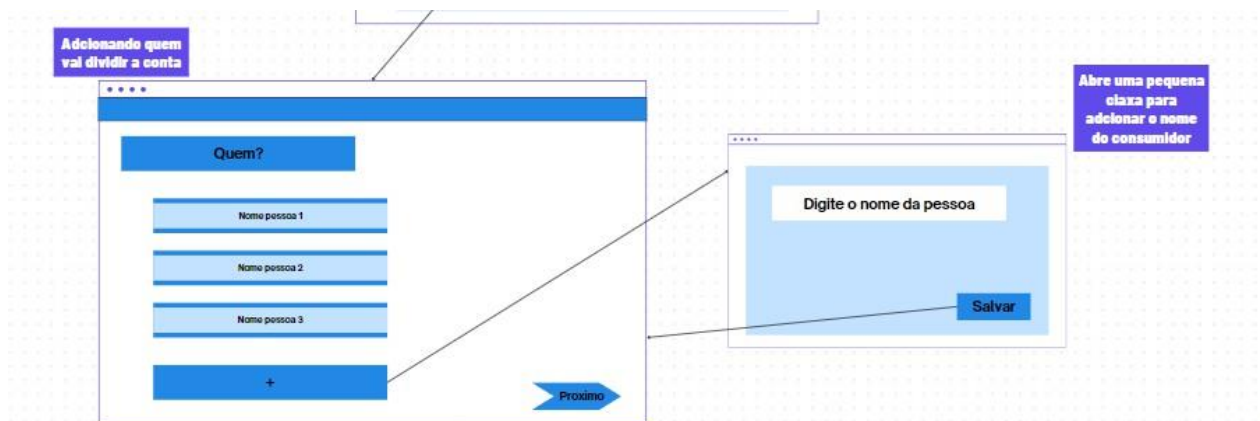 Adcionando quem
vai dividir a conta
Quem?
Nome pessoa 1
Nome pessoa 2
Nome pessoa 3
+
Proximo
Abre uma pequena
ciaxa para
adcionar o nome
do consumidor
Digite o nome da pessoa
Salvar